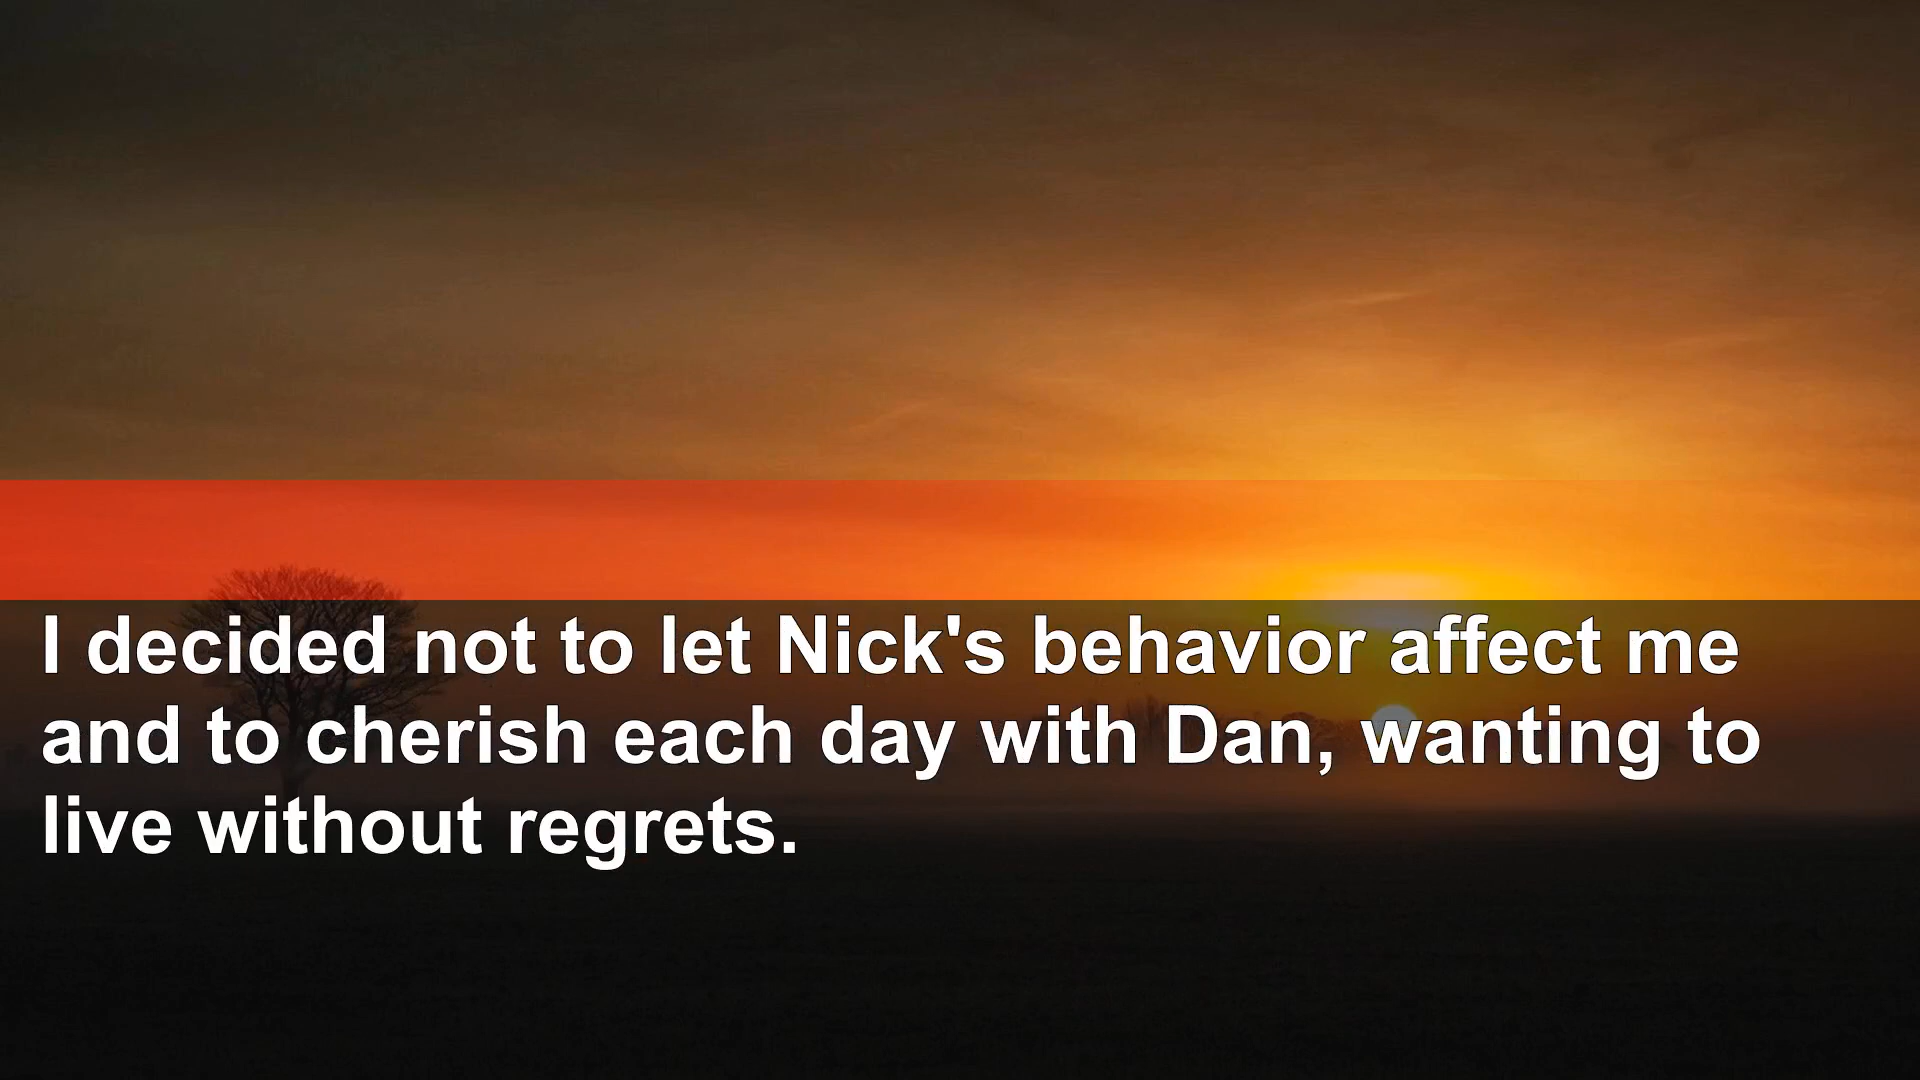 I decided not to let Nick's behavior affect me
and to cherish each day with Dan, wanting to
live without regrets.